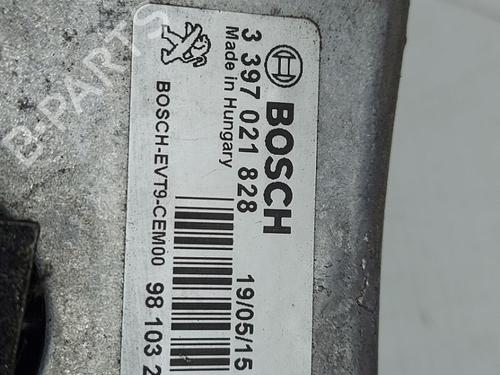 BOSCH
3 397 021 828
Made in Hungary
19/05/15
BOSCH-EVT9-CEM00
98 103 2
B-PARTS